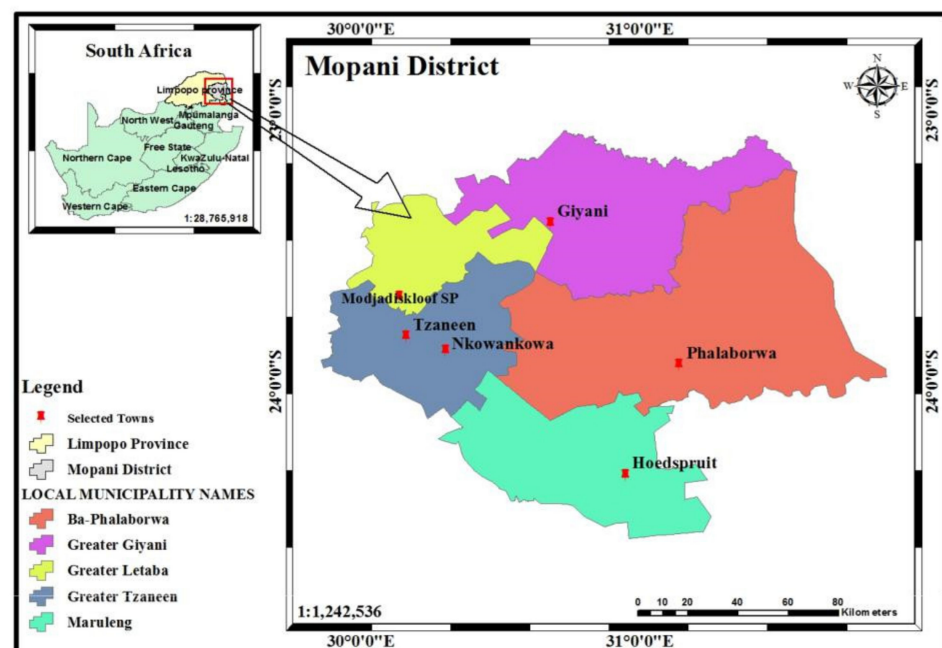 South Africa
Limpopo province
North West
Mpumalanga
Gauteng
Free State
Northern Cape
KwaZulu-Natal
Lesotho
Eastern Cape
Western Cape
1:28,765,918
30°0'0"E
31°0'0"E
Mopani District
N
W
E
S
23°0'0"S
23°0'0"S
Giyani
Modjadiskloof SP
Tzaneen
Nkowankowa
Phalaborwa
24°0'0"S
24°0'0"S
Hoedspruit
Legend
Selected Towns
Limpopo Province
Mopani District
LOCAL MUNICIPALITY NAMES
Ba-Phalaborwa
Greater Giyani
Greater Letaba
Greater Tzaneen
Maruleng
1:1,242,536
0 10 20 40 60 80
Kilometers
30°0'0"E
31°0'0"E